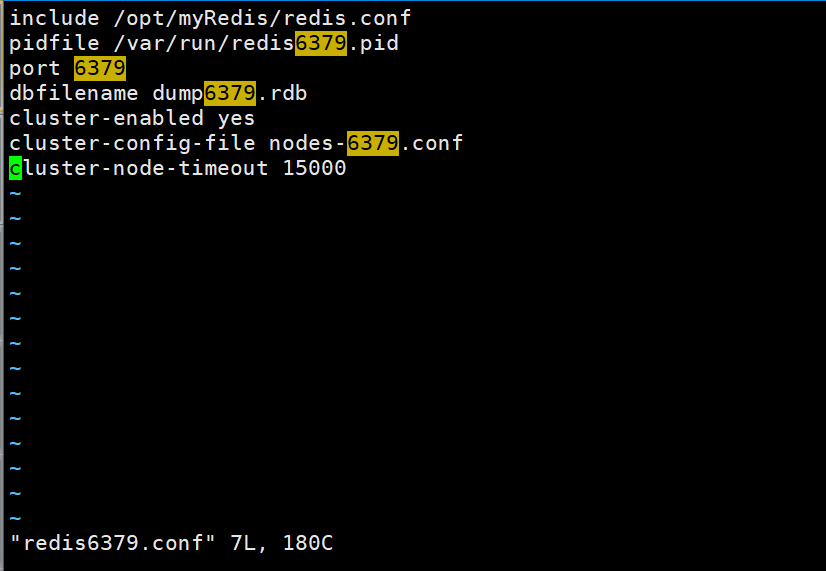 include /opt/myRedis/redis.conf
pidfile /var/run/redis6379.pid
port 6379
dbfilename dump6379.rdb
cluster-enabled yes
cluster-config-file nodes-6379.conf
cluster-node-timeout 15000
~
~
~
~
~
~
~
~
~
~
~
~
~
~
"redis6379.conf" 7L, 180C